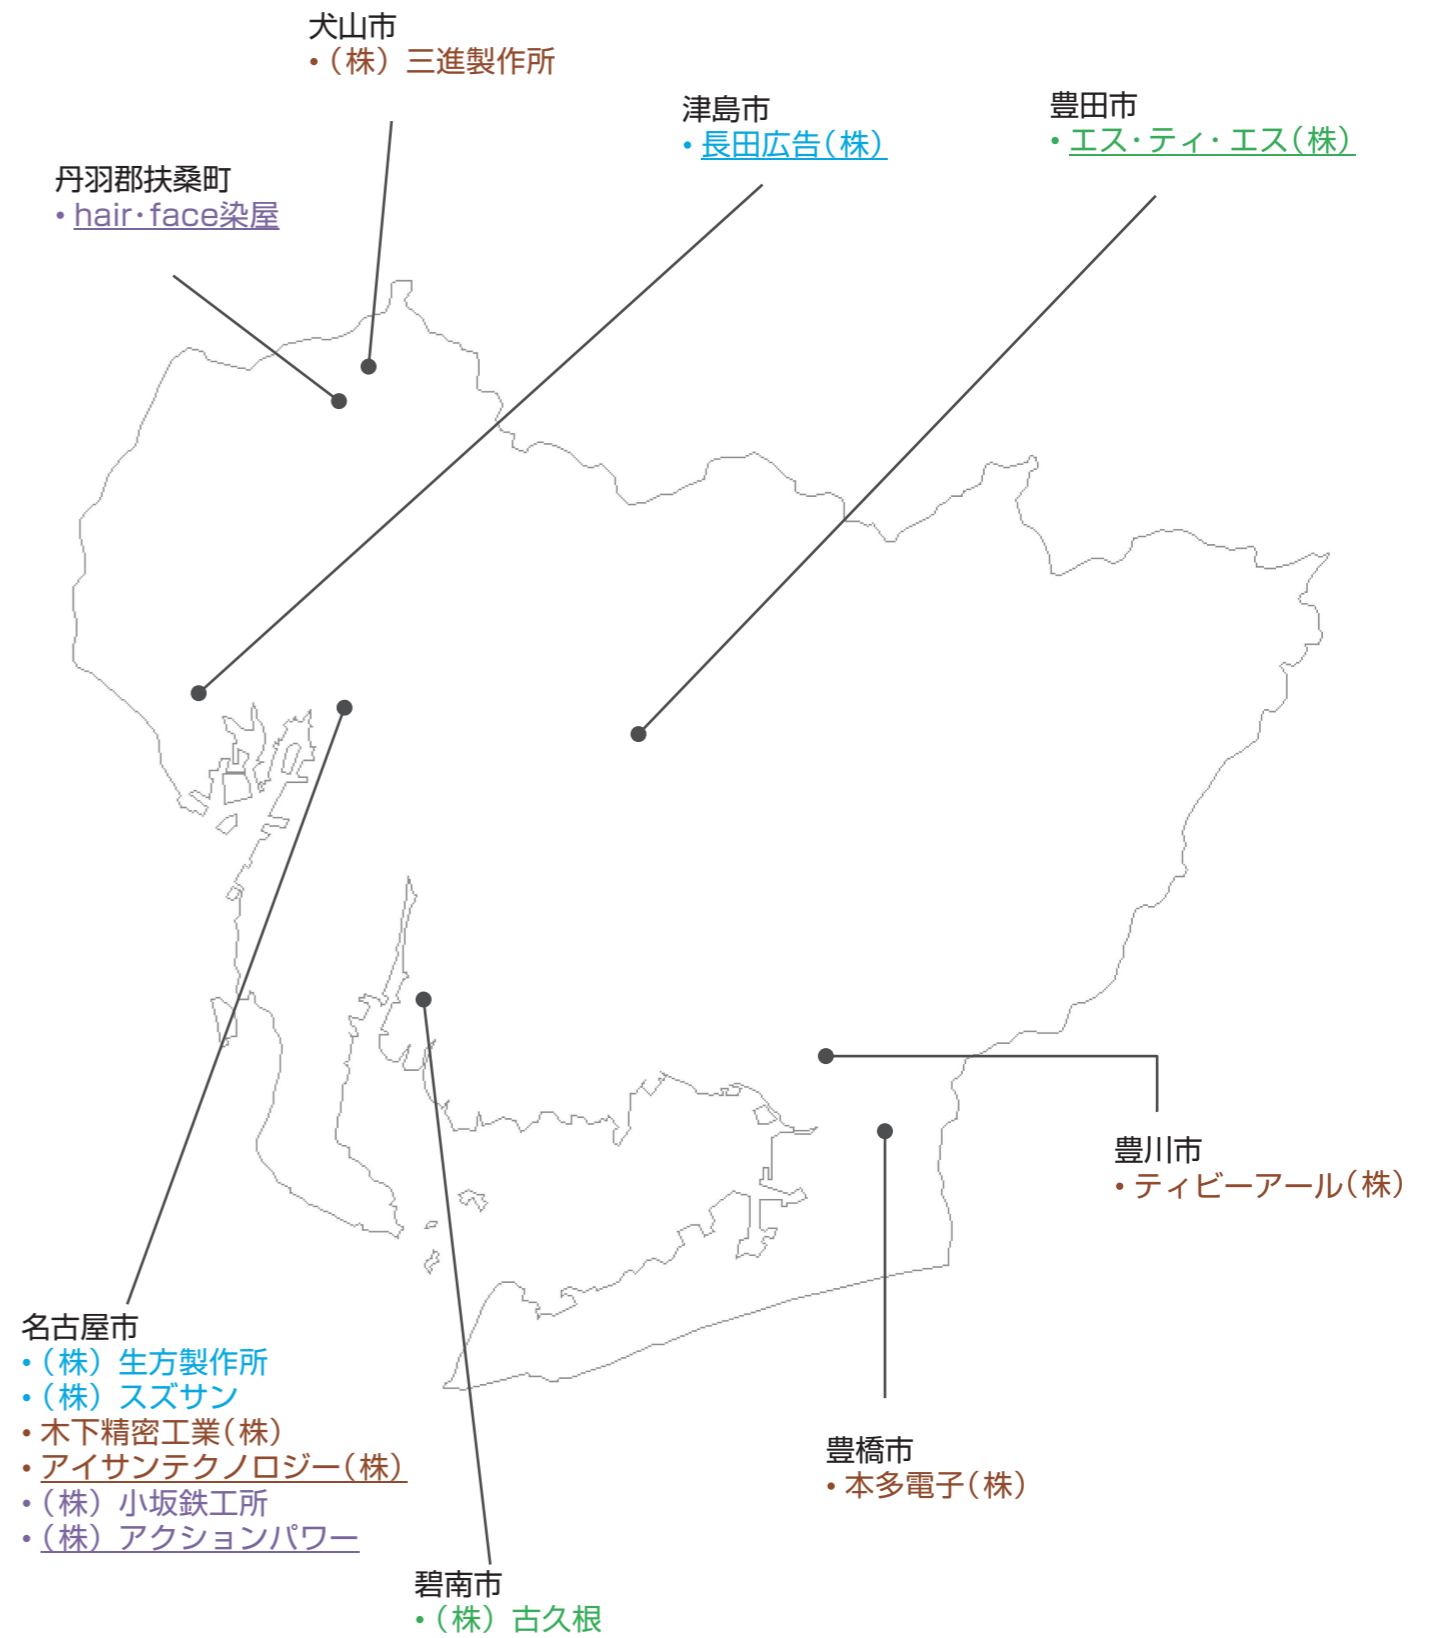 犬山市
・（株）三進製作所
津島市
・長田広告（株）
豊田市
・エス・ティ・エス（株）
丹羽郡扶桑町
・hair・face染屋
豊川市
・ティビーアール（株）
名古屋市
・（株）生方製作所
・（株）スズサン
・木下精密工業（株）
・アイサンテクノロジー（株）
・（株）小坂鉄工所
・（株）アクションパワー
豊橋市
・本多電子（株）
碧南市
・（株）古久根